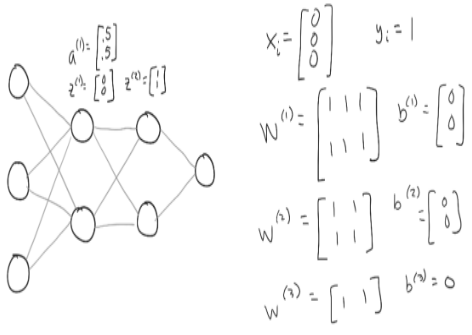 a^(1) = [.5 .5]
z^(1) = [0 0] z^(2) = [1 1]
x_i = [0 0 0] y_i = 1
W^(1) = [1 1 1 1 1 1] b^(1) = [0 0]
W^(2) = [1 1 1 1] b^(2) = [0 0]
W^(3) = [1 1] b^(3) = 0